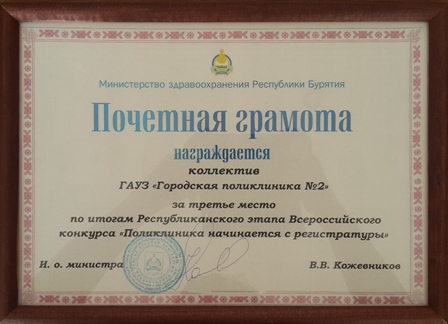 Министерство здравоохранения Республики Бурятия
Почетная грамота
награждается
коллектив
ГАУЗ «Городская поликлиника №2»
за третье место
по итогам Республиканского этапа Всероссийского
конкурса «Поликлиника начинается с регистратуры»
И. о. министра
В.В. Кожевников